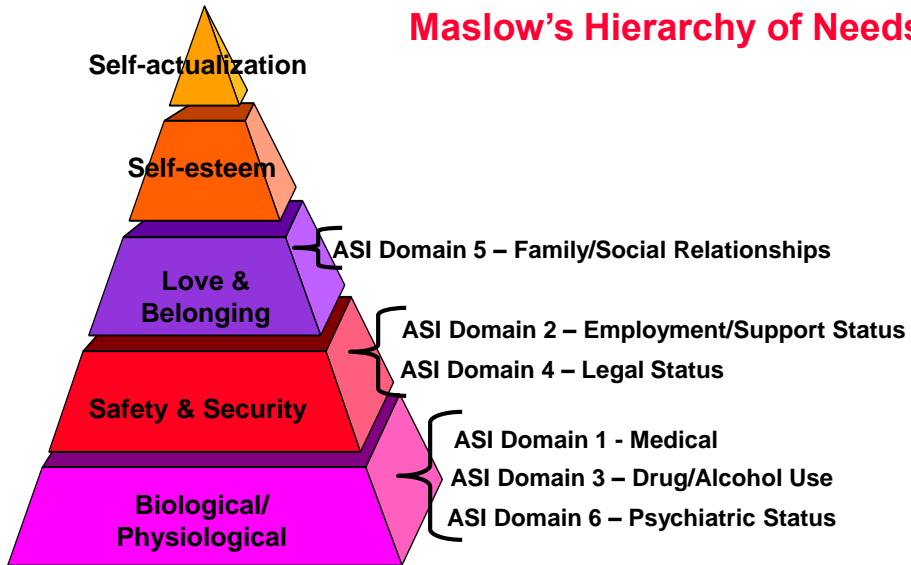 Maslow’s Hierarchy of Needs
Self-actualization
Self-esteem
ASI Domain 5 – Family/Social Relationships
Love &
Belonging
ASI Domain 2 – Employment/Support Status
ASI Domain 4 – Legal Status
Safety & Security
ASI Domain 1 - Medical
ASI Domain 3 – Drug/Alcohol Use
ASI Domain 6 – Psychiatric Status
Biological/
Physiological